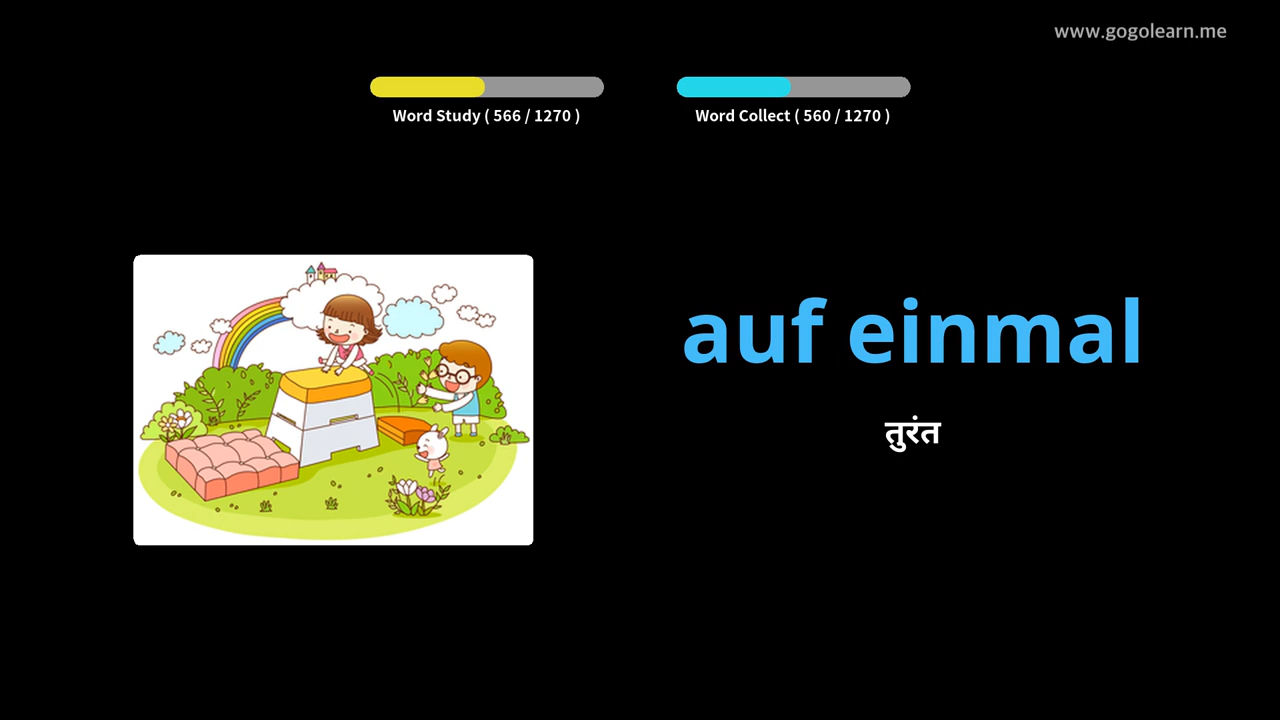 www.gogolearn.me
Word Study ( 566 / 1270 )
Word Collect ( 560 / 1270 )
auf einmal
तुरंत